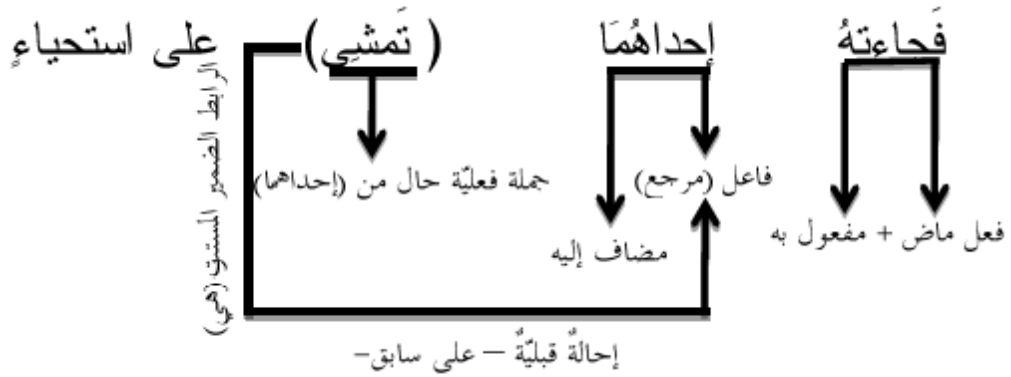 فَجاءتهُ إحداهُمَا (تَمشِي) على استحياءٍ
الرابط الضمير المستتر (هي)
فاعل (مرجع)
جملة فعليّة حال من (إحداهما)
فعل ماض + مفعول به
مضاف إليه
إحالةٌ قبليّةٌ – على سابق-